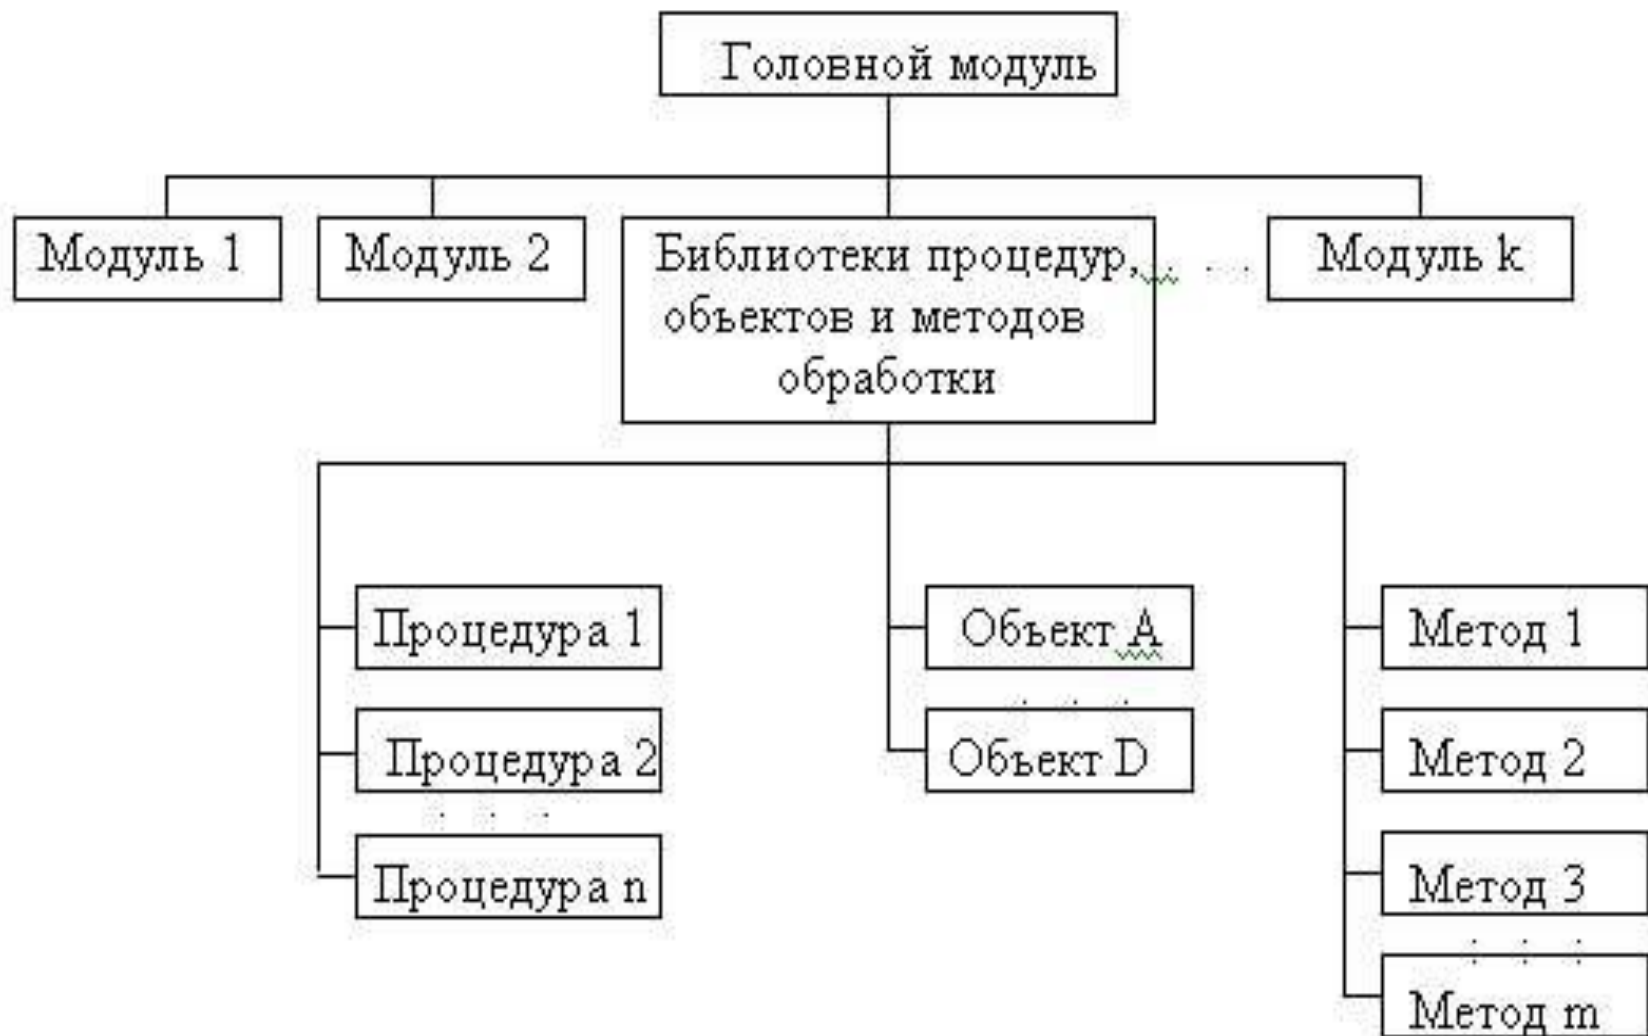 Головной модуль
Модуль 1
Модуль 2
Библиотеки процедур, . . .
объектов и методов
обработки
Модуль k
Процедура 1
Процедура 2
. . .
Процедура n
Объект A
. . .
Объект D
Метод 1
Метод 2
Метод 3
. . .
Метод m